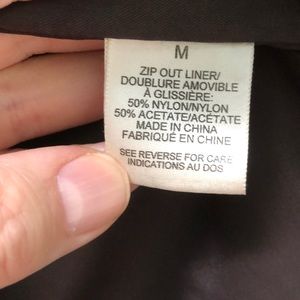 M
ZIP OUT LINER/
DOUBLURE AMOVIBLE
À GLISSIÈRE:
50% NYLON/NYLON
50% ACETATE/ACÉTATE
MADE IN CHINA
FABRIQUÉ EN CHINE
SEE REVERSE FOR CARE
INDICATIONS AU DOS